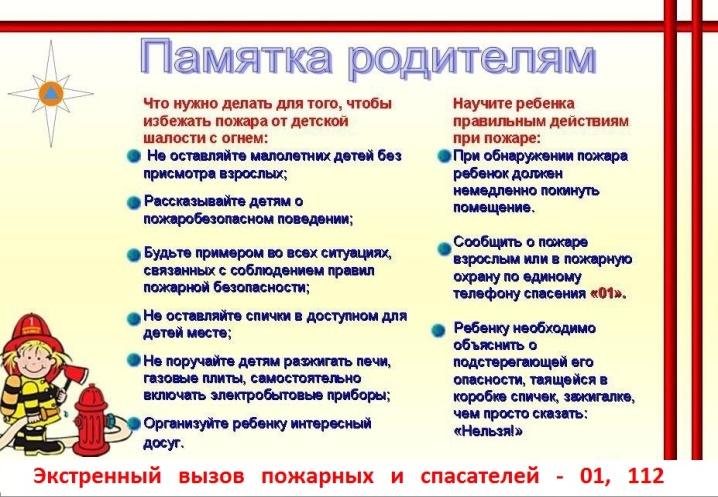 Памятка родителям
Что нужно делать для того, чтобы
избежать пожара от детской
шалости с огнем:
Не оставляйте малолетних детей без
присмотра взрослых;
Рассказывайте детям о
пожаробезопасном поведении;
Будьте примером во всех ситуациях,
связанных с соблюдением правил
пожарной безопасности;
Не оставляйте спички в доступном для
детей месте;
Не поручайте детям разжигать печи,
газовые плиты, самостоятельно
включать электробытовые приборы;
Организуйте ребенку интересный
досуг.
Научите ребенка
правильным действиям
при пожаре:
При обнаружении пожара
ребенок должен
немедленно покинуть
помещение.
Сообщить о пожаре
взрослым или в пожарную
охрану по единому
телефону спасения «01».
Ребенку необходимо
объяснить о
подстерегающей его
опасности, таящейся в
коробке спичек, зажигалке,
чем просто сказать:
«Нельзя!»
Экстренный вызов пожарных и спасателей - 01, 112